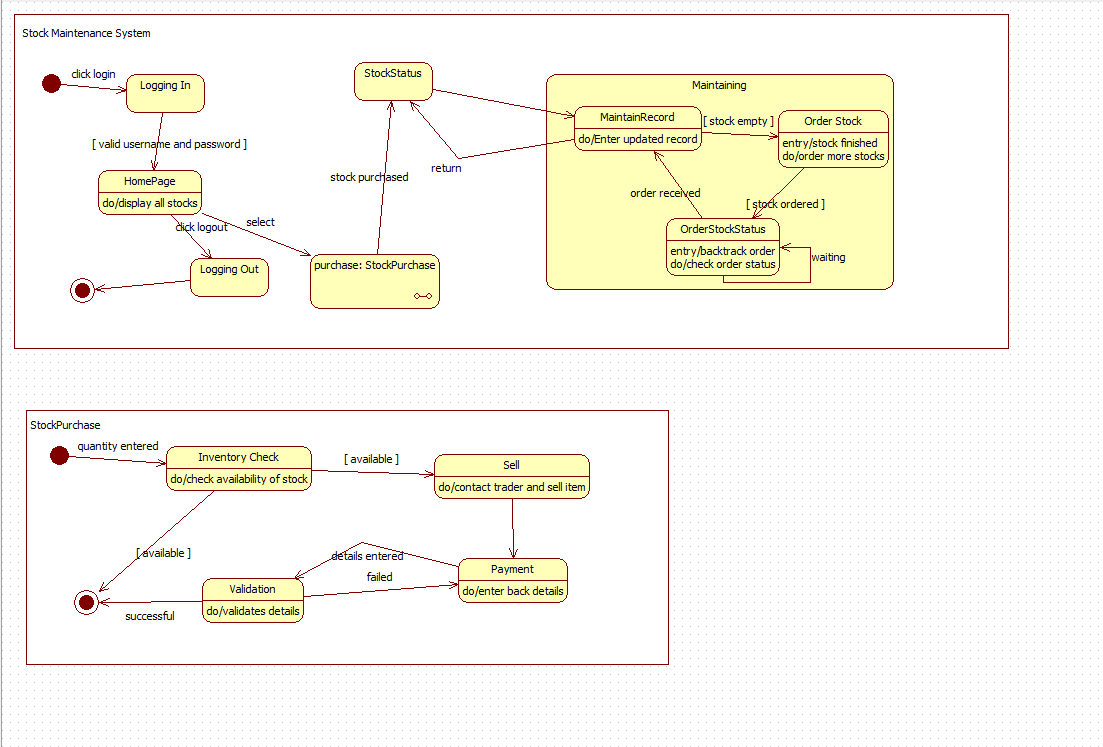 Stock Maintenance System
click login
Logging In
[ valid username and password ]
HomePage
do/display all stocks
click logout
select
Logging Out
purchase: StockPurchase
stock purchased
StockStatus
return
Maintaining
MaintainRecord
do/Enter updated record
[ stock empty ]
Order Stock
entry/stock finished
do/order more stocks
order received
[ stock ordered ]
OrderStockStatus
entry/backtrack order
do/check order status
waiting
StockPurchase
quantity entered
Inventory Check
do/check availability of stock
[ available ]
Sell
do/contact trader and sell item
[ available ]
details entered
Payment
do/enter back details
failed
Validation
do/validates details
successful